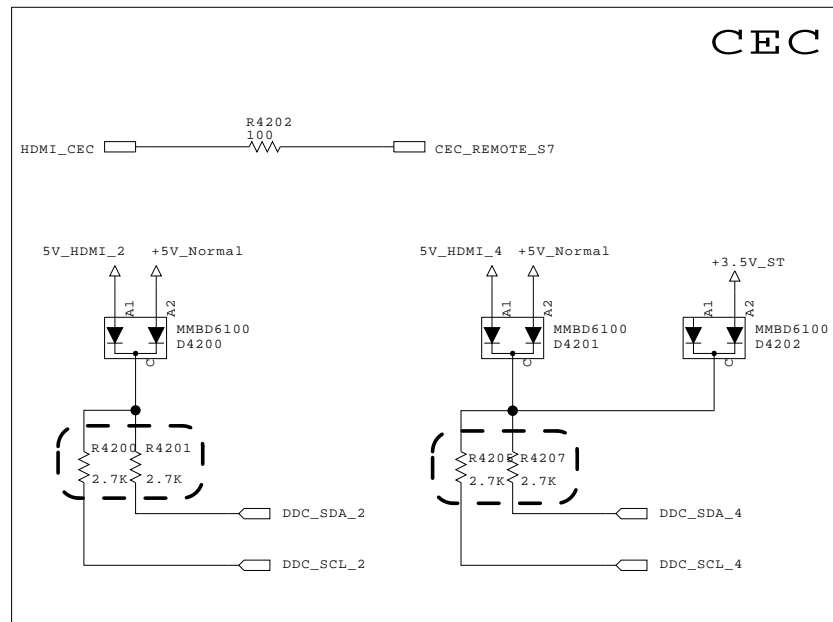 CEC
R4202
100
HDMI_CEC
CEC_REMOTE_S7
5V_HDMI_2
+5V_Normal
A1
A2
MMBD6100
D4200
C
R4200
R4201
2.7K
2.7K
DDC_SDA_2
DDC_SCL_2
5V_HDMI_4
+5V_Normal
A1
A2
MMBD6100
D4201
C
+3.5V_ST
A1
A2
MMBD6100
D4202
C
R4205
R4207
2.7K
2.7K
DDC_SDA_4
DDC_SCL_4